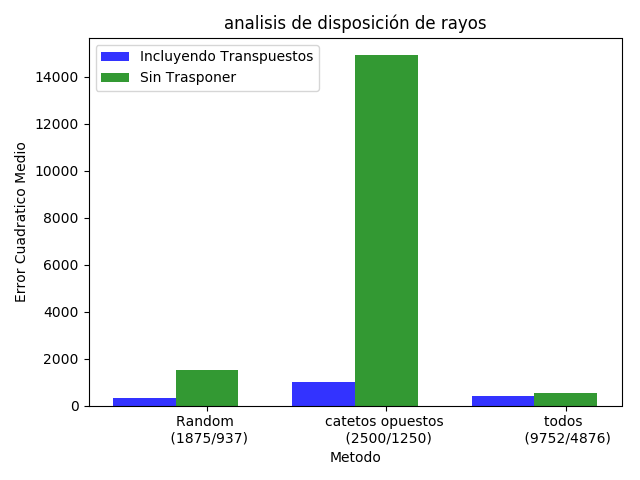 analisis de disposición de rayos
Incluyendo Transpuestos
Sin Trasponer
Error Cuadratico Medio
14000
12000
10000
8000
6000
4000
2000
0
Random
(1875/937)
catetos opuestos
(2500/1250)
todos
(9752/4876)
Metodo